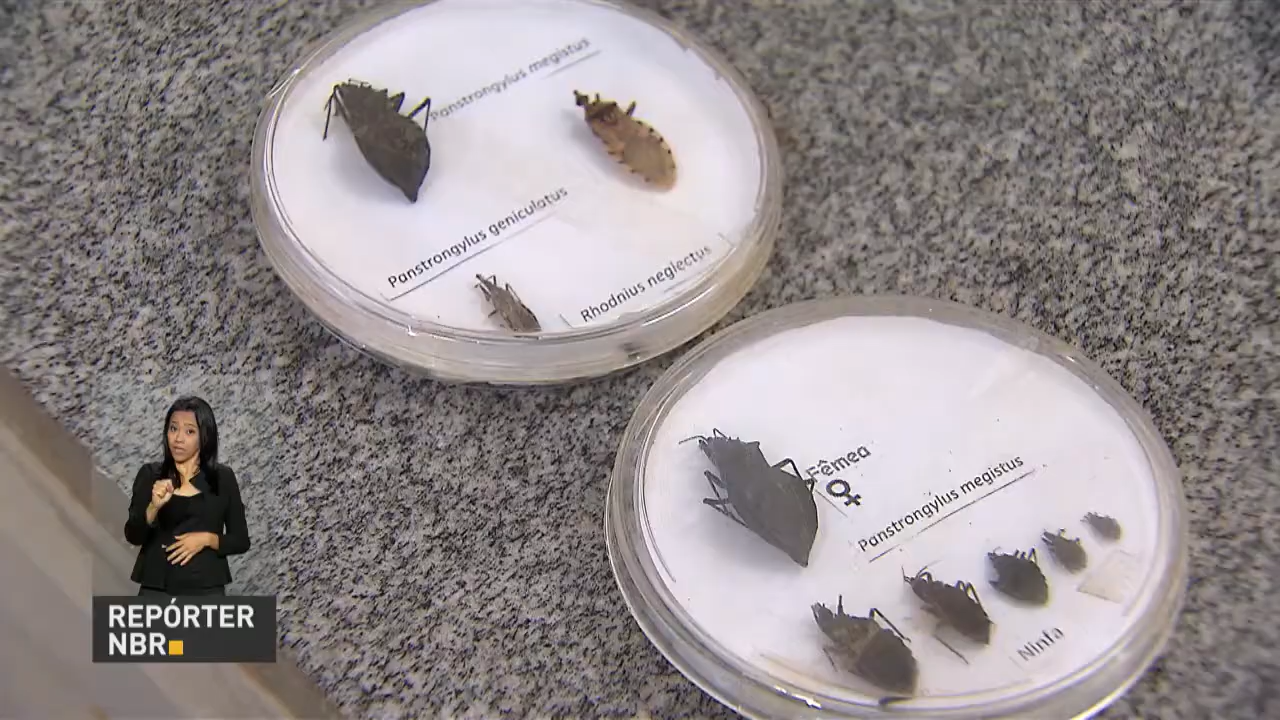 Panstrongylus megistus
Panstrongylus geniculatus
Rhodnius neglectus
Fêmea
♀
Panstrongylus megistus
Ninfa
REPÓRTER
NBR